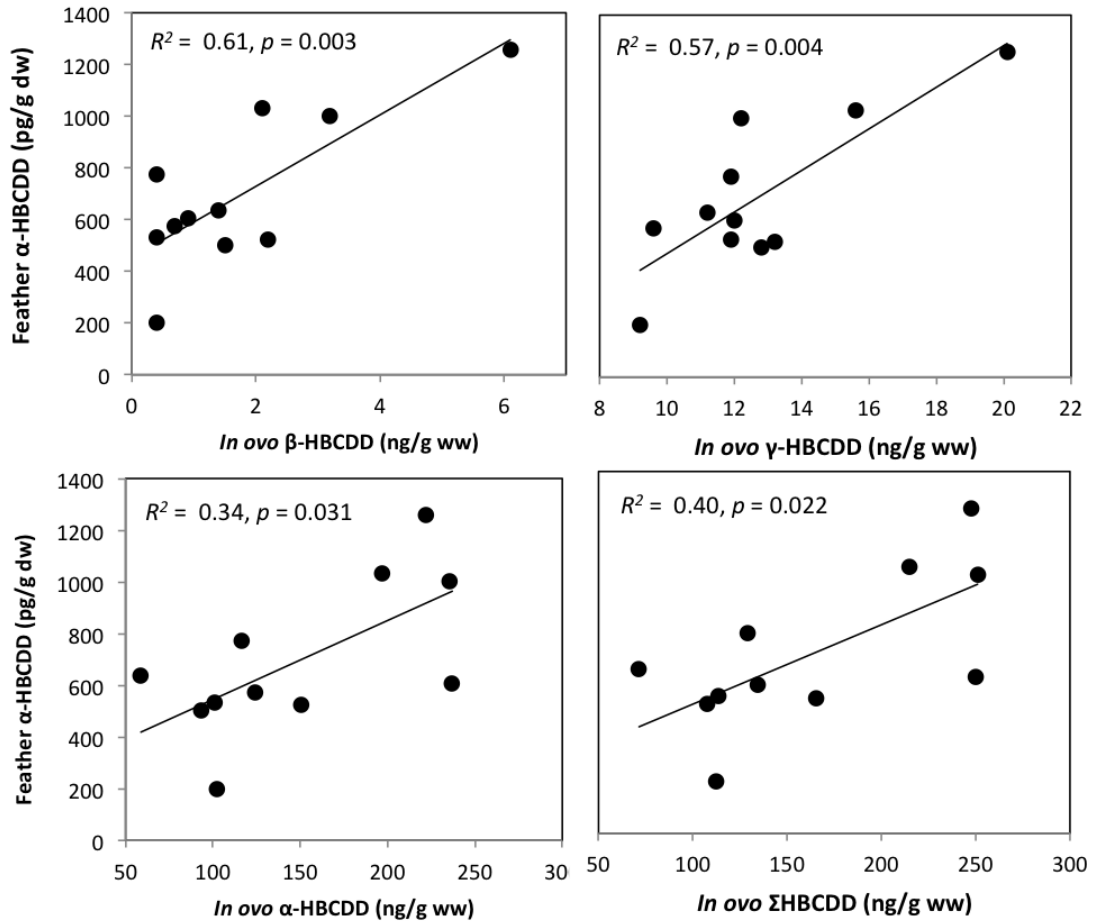 1400
1200
1000
800
600
400
200
0
Feather α-HBCDD (pg/g dw)
R² = 0.61, p = 0.003
0 2 4 6
In ovo β-HBCDD (ng/g ww)
R² = 0.57, p = 0.004
8 10 12 14 16 18 20 22
In ovo γ-HBCDD (ng/g ww)
1400
1200
1000
800
600
400
200
0
Feather α-HBCDD (pg/g dw)
R² = 0.34, p = 0.031
50 100 150 200 250 300
In ovo α-HBCDD (ng/g ww)
R² = 0.40, p = 0.022
50 100 150 200 250 300
In ovo ΣHBCDD (ng/g ww)